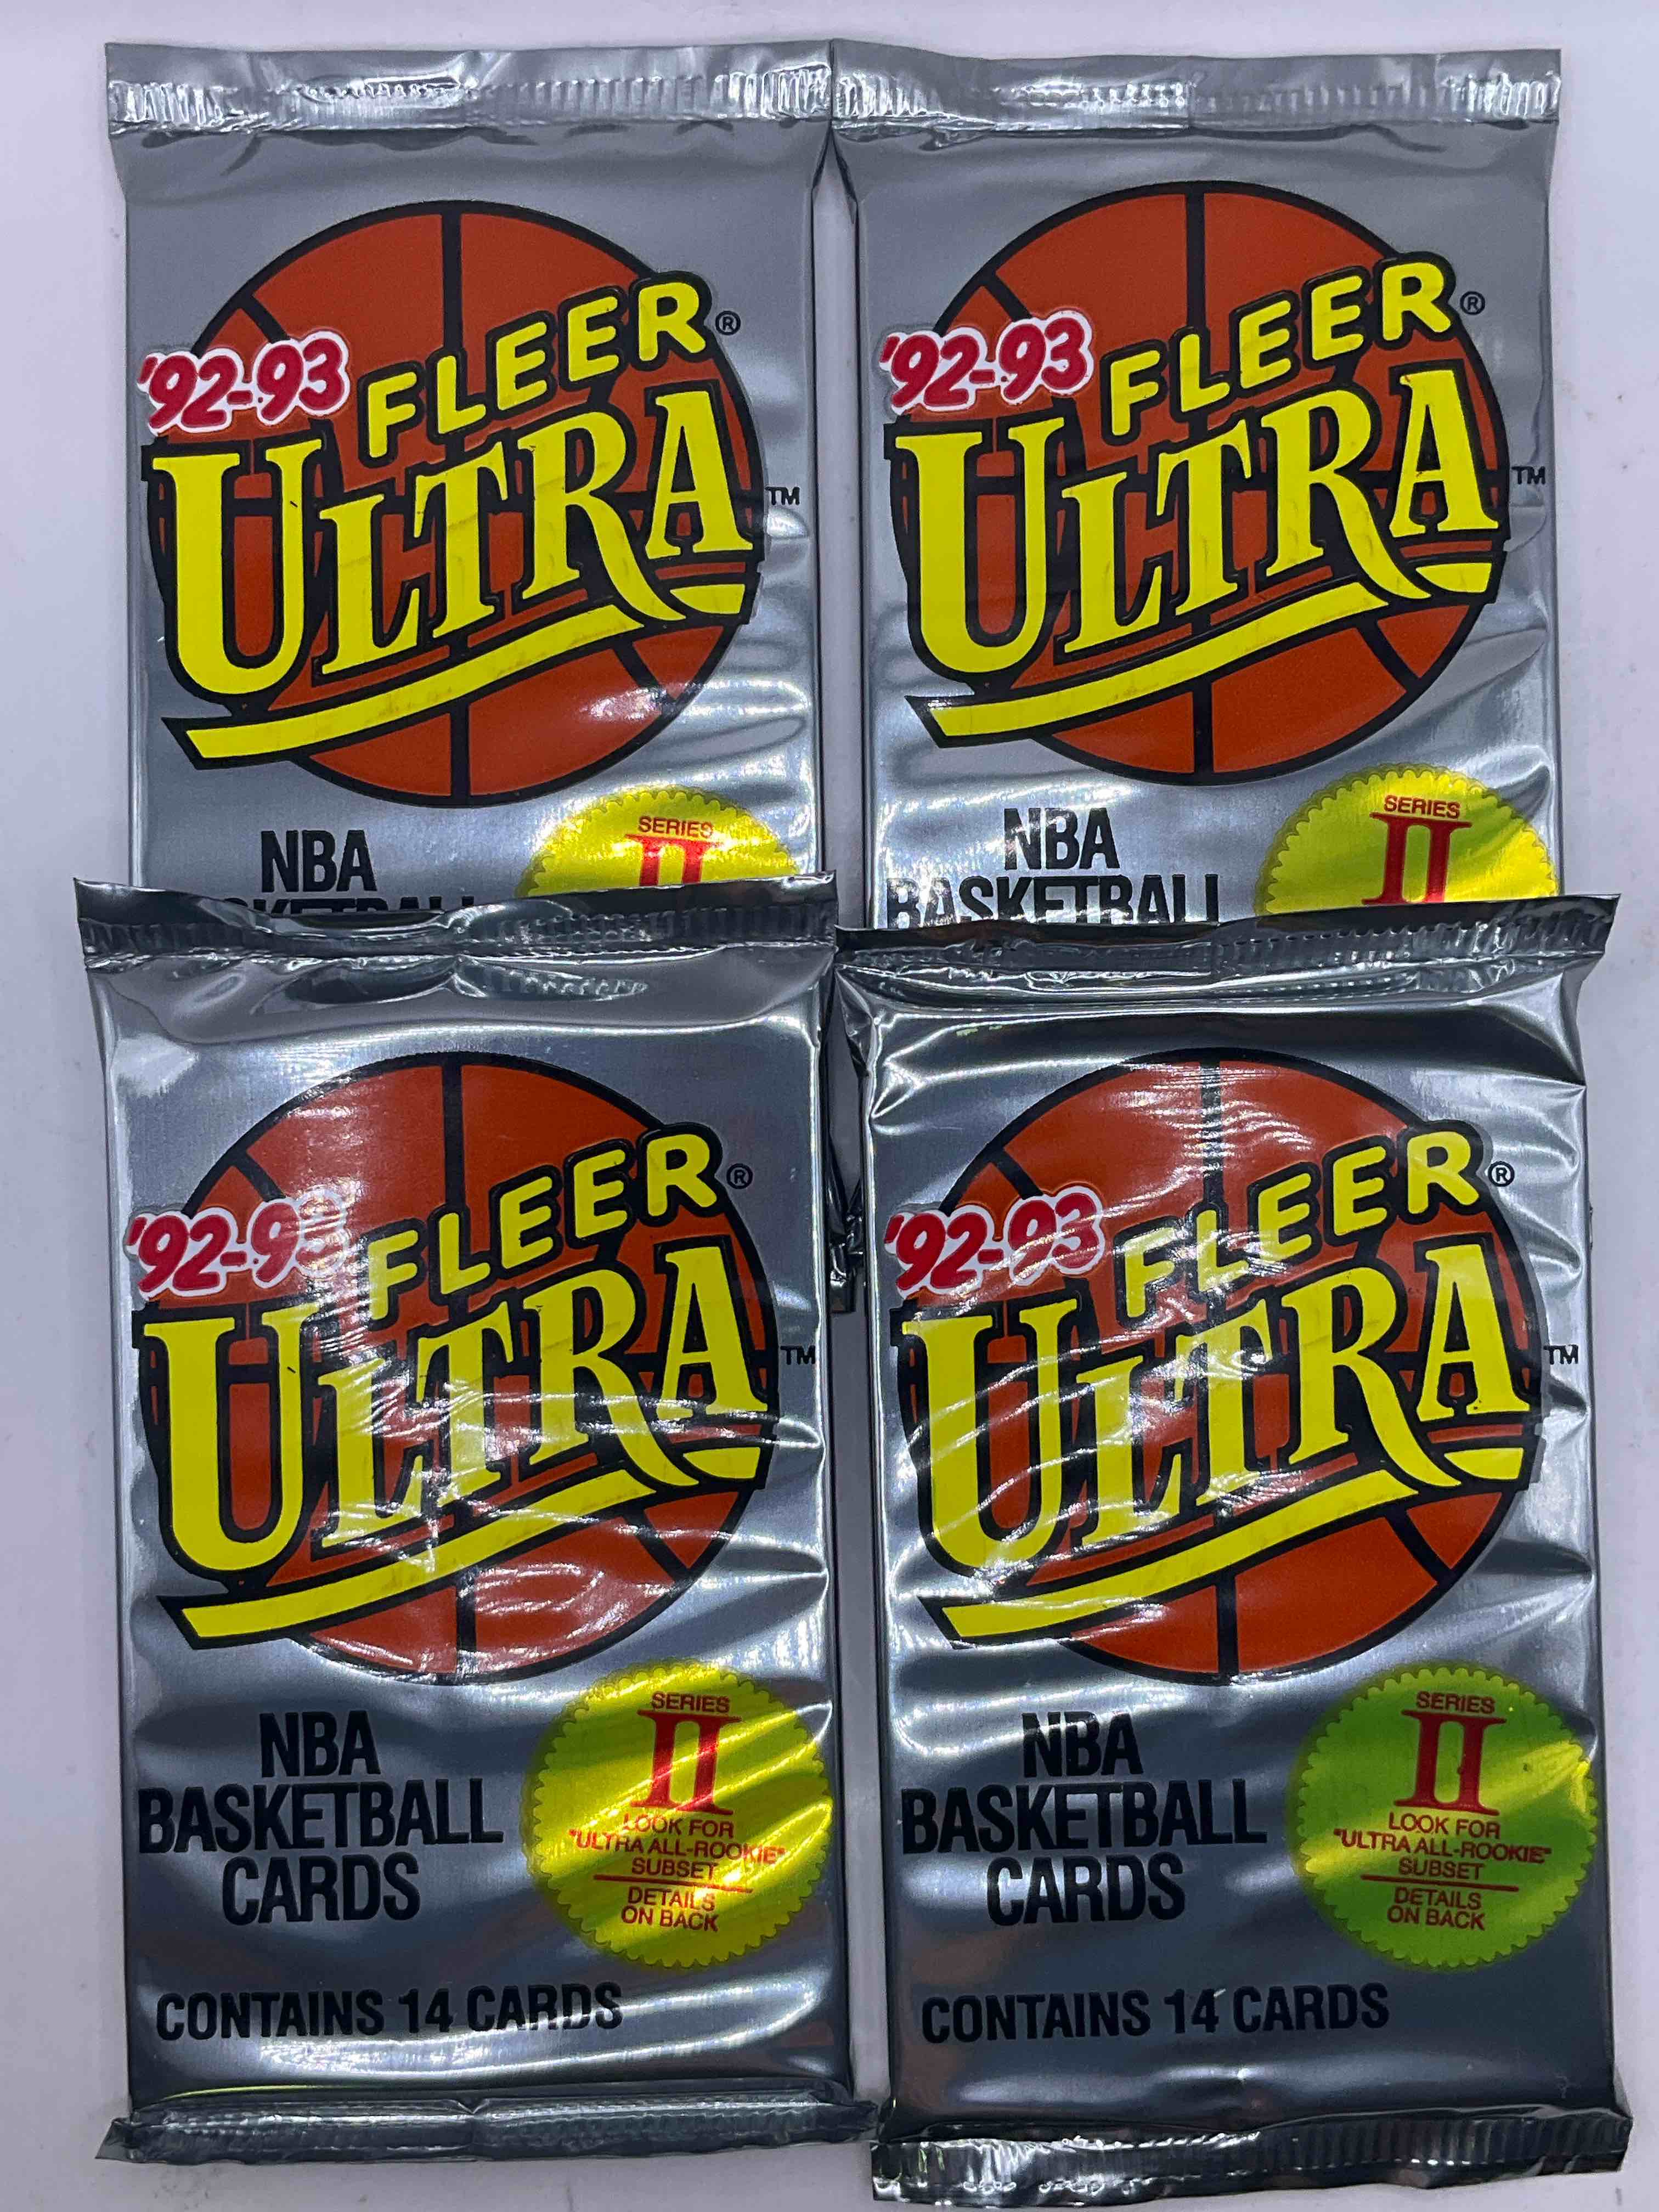 '92-93 FLEER®
ULTRA™
NBA
BASKETBALL
SERIES
II
'92-93 FLEER®
ULTRA™
NBA
BASKETBALL
SERIES
II
'92-93 FLEER®
ULTRA™
NBA
BASKETBALL
CARDS
SERIES
II
LOOK FOR
"ULTRA ALL-ROOKIE"
SUBSET
DETAILS
ON BACK
CONTAINS 14 CARDS
'92-93 FLEER®
ULTRA™
NBA
BASKETBALL
CARDS
SERIES
II
LOOK FOR
"ULTRA ALL-ROOKIE"
SUBSET
DETAILS
ON BACK
CONTAINS 14 CARDS